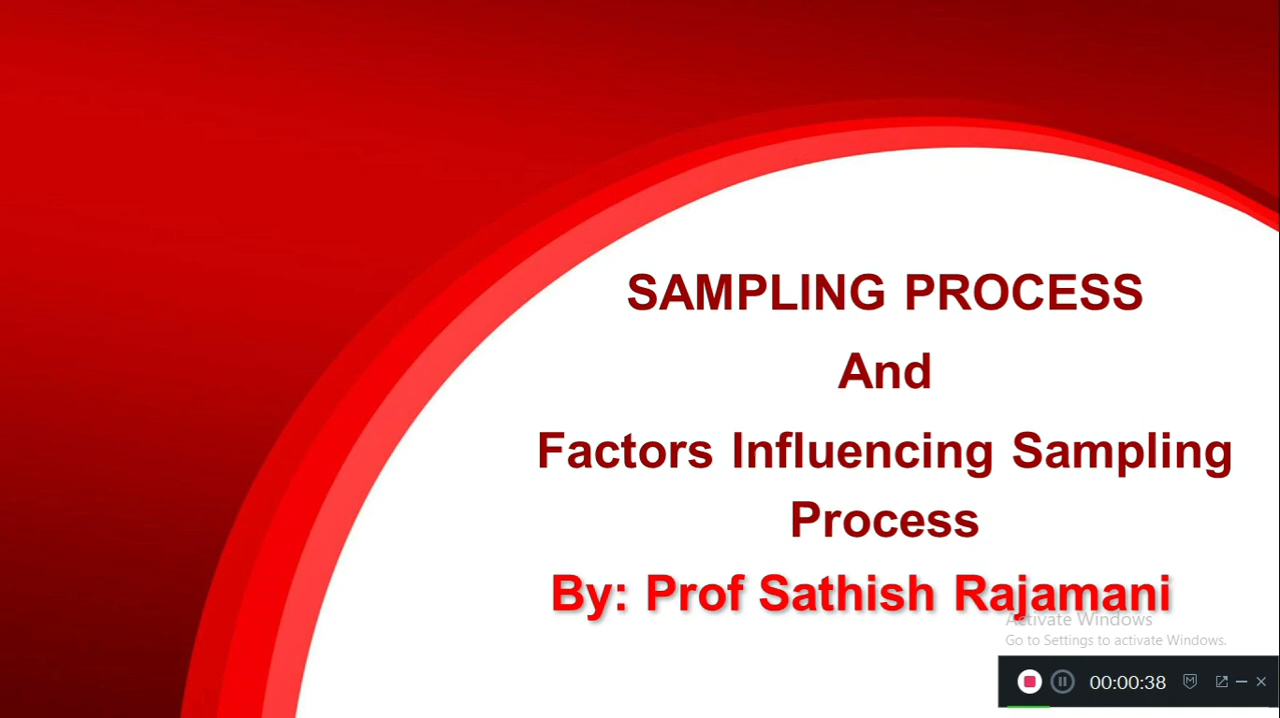 SAMPLING PROCESS
And
Factors Influencing Sampling
Process
By: Prof Sathish Rajamani
Activate Windows
Go to Settings to activate Windows.
00:00:38